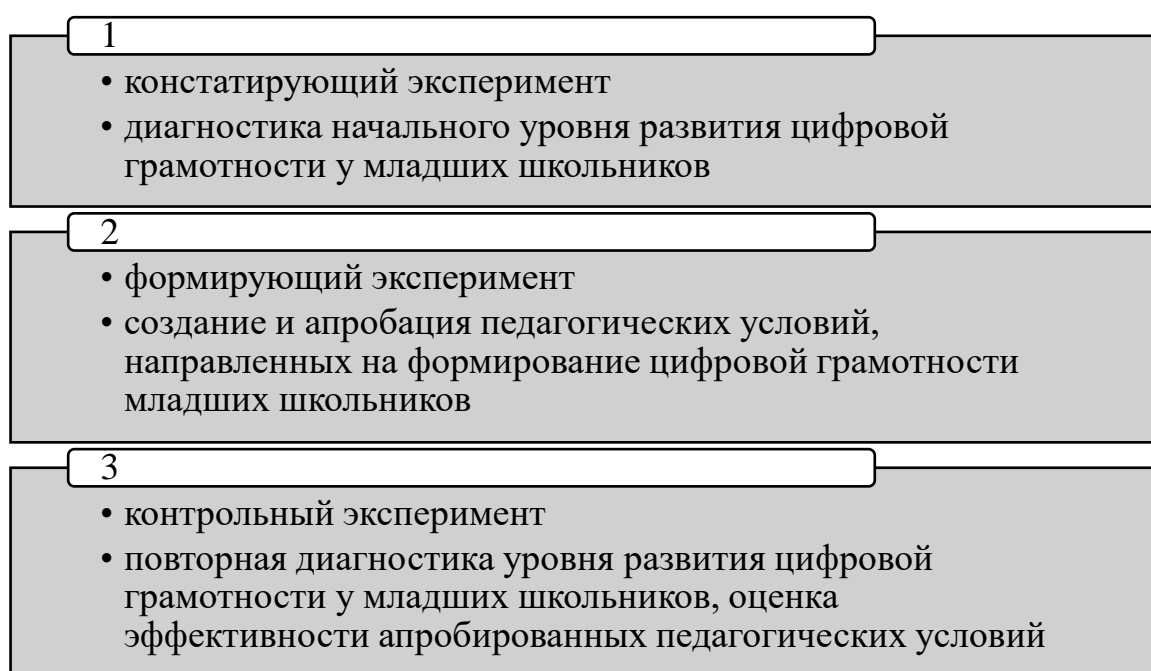 1
• констатирующий эксперимент
• диагностика начального уровня развития цифровой
грамотности у младших школьников
2
• формирующий эксперимент
• создание и апробация педагогических условий,
направленных на формирование цифровой грамотности
младших школьников
3
• контрольный эксперимент
• повторная диагностика уровня развития цифровой
грамотности у младших школьников, оценка
эффективности апробированных педагогических условий